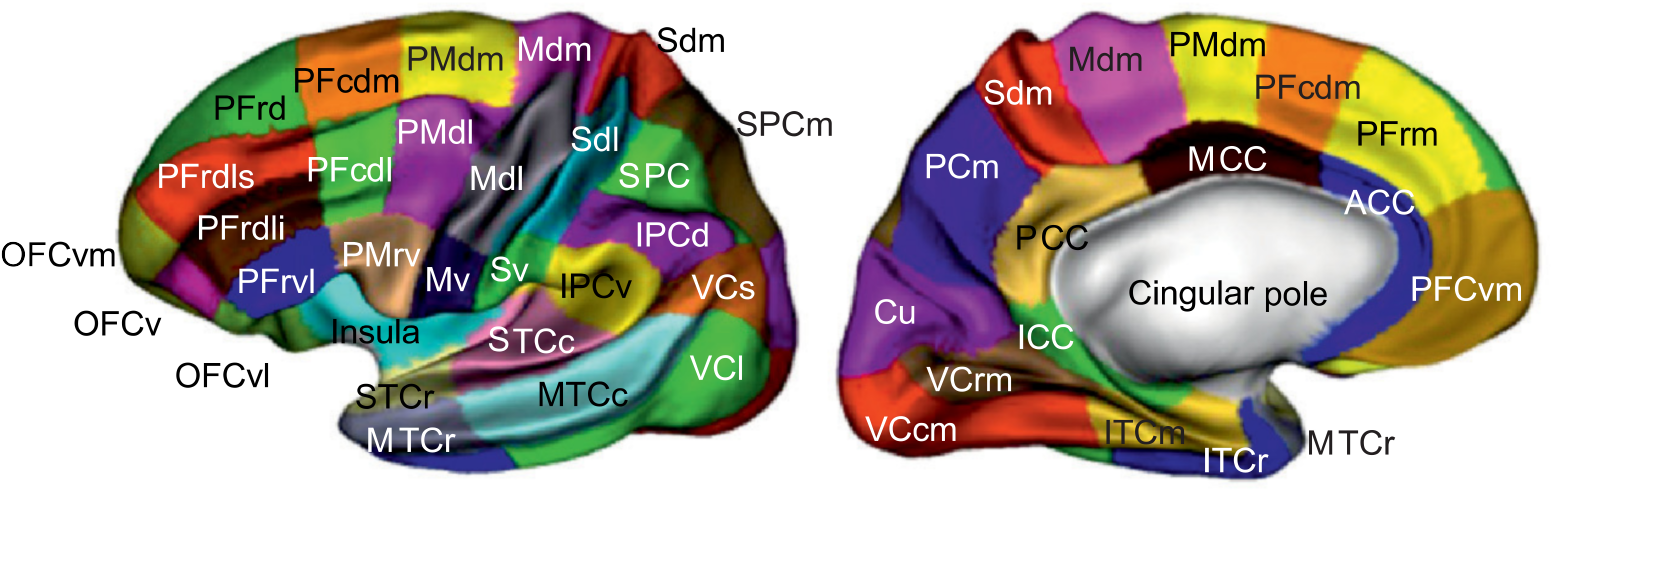 Sdm
Mdm
PMdm
PFcdm
PFrd
SPCm
PMdl
Sdl
PFcdl
PFrdls
Mdl
SPC
PFrdli
IPCd
OFCvm
PMrv
Mv
Sv
PFrvl
IPCv
VCs
OFCv
Insula
STCc
OFCvl
VCl
STCr
MTCc
MTCr
PMdm
Mdm
PFcdm
Sdm
PFrm
MCC
PCm
ACC
PCC
Cingular pole
PFCvm
Cu
ICC
VCrm
VCcm
ITCm
MTCr
ITCr